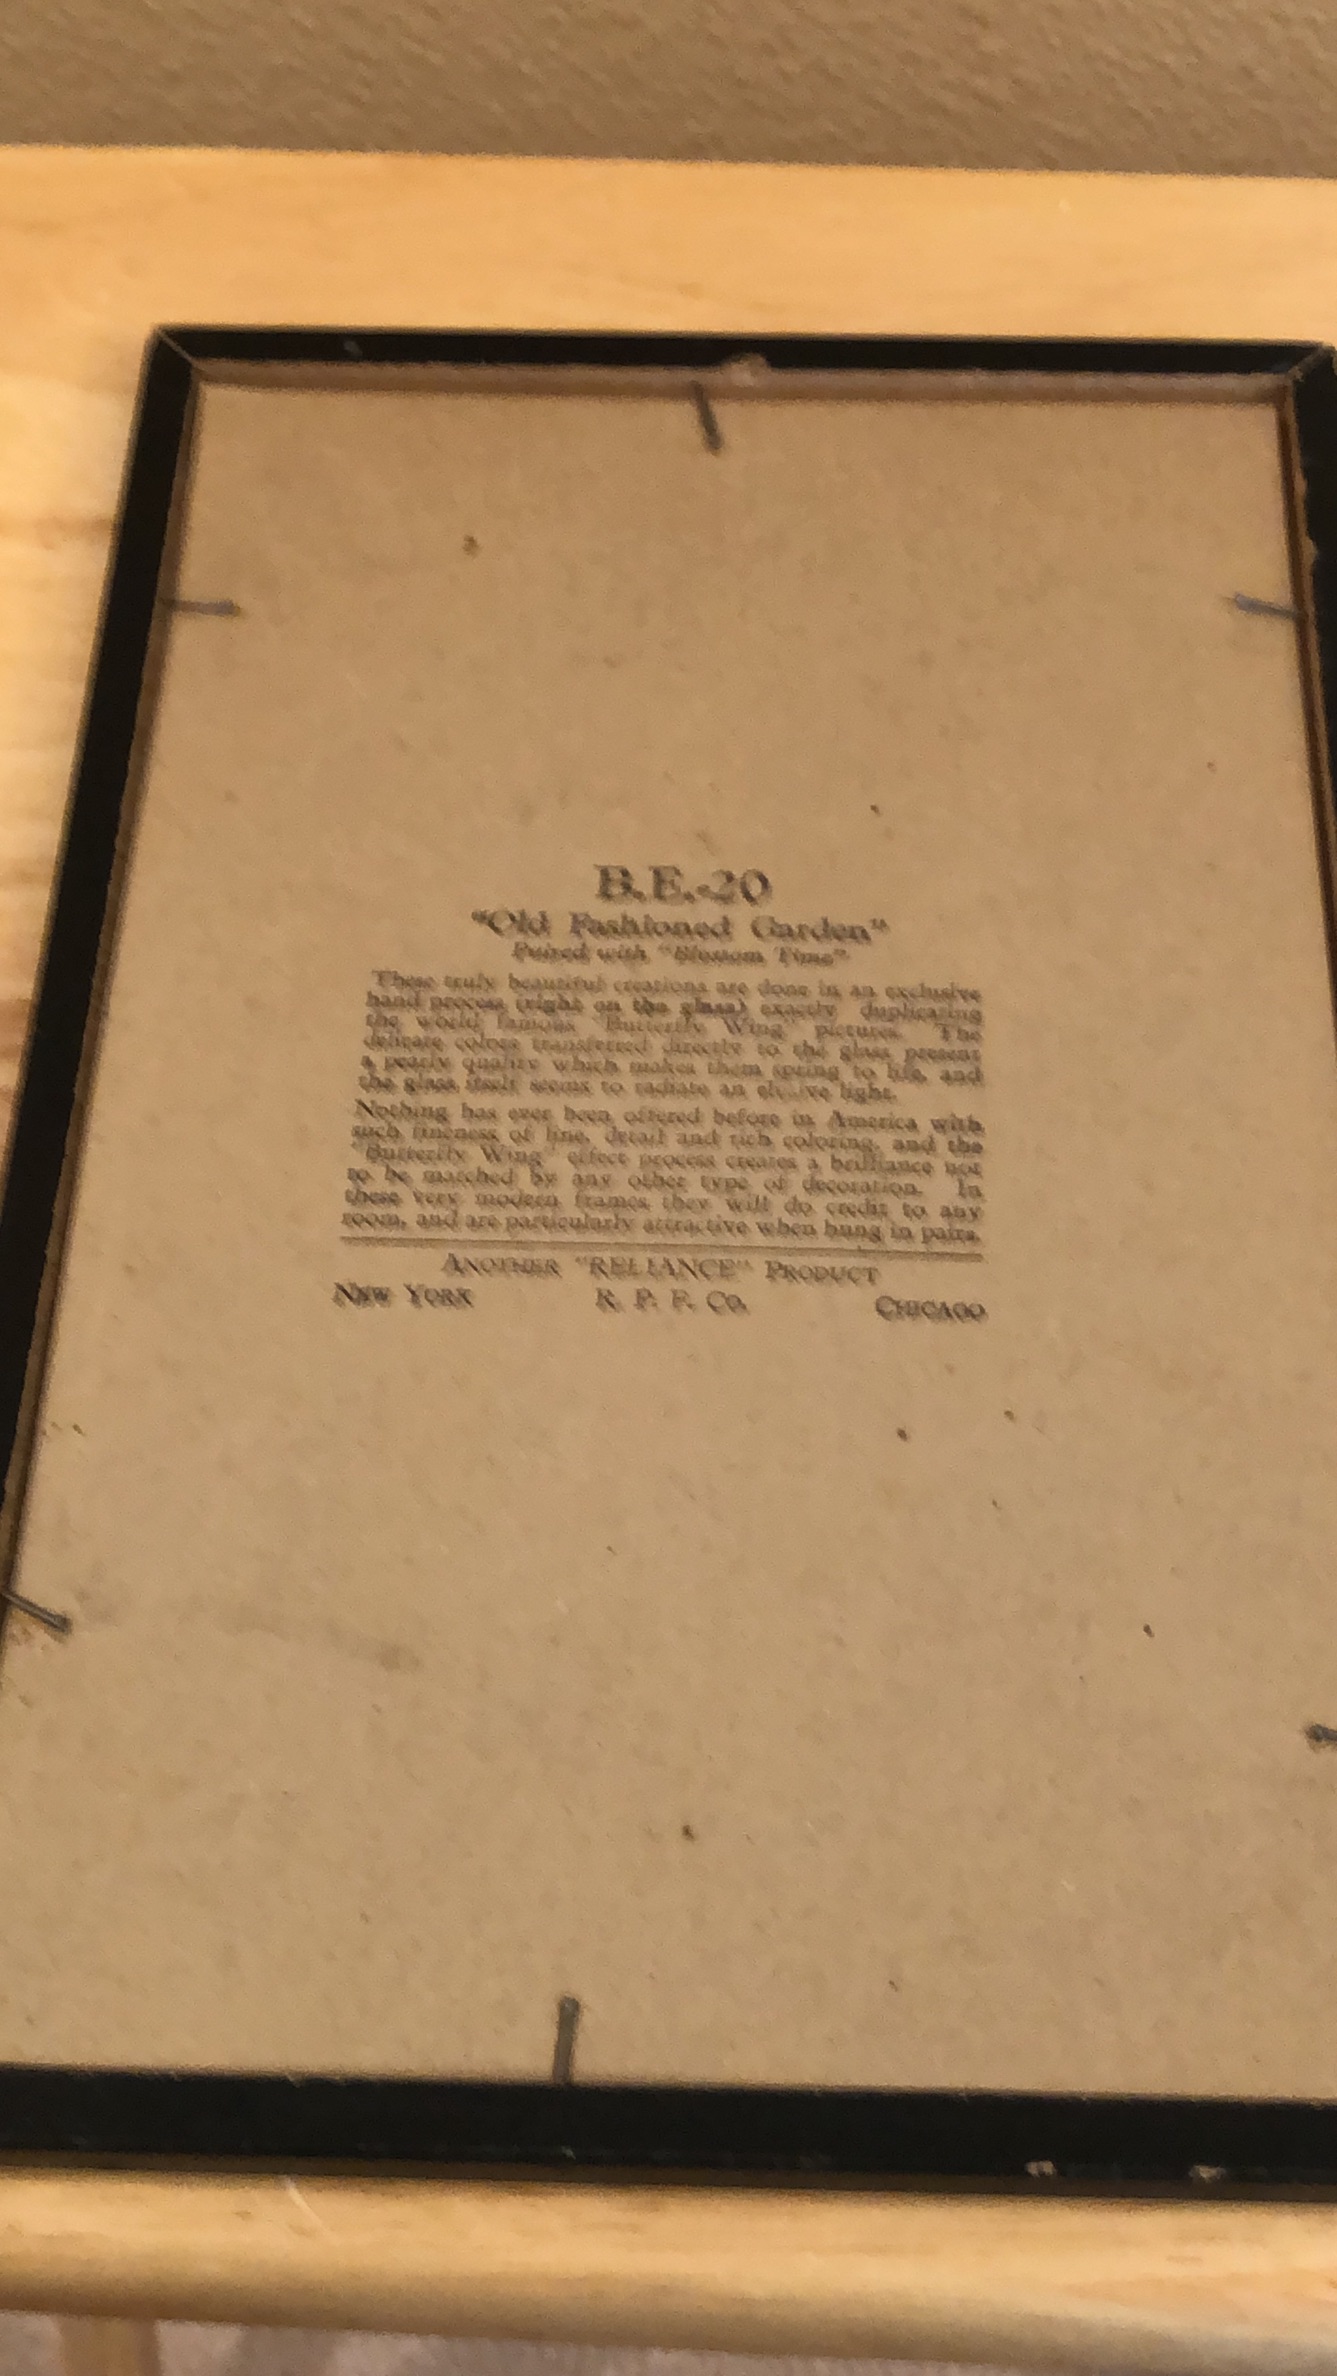 B.E.-20
"Old Fashioned Garden"
Paired with "Blossom Time"
These truly beautiful creations are done in an exclusive
hand process (right on the glass) exactly duplicating
the world famous "Butterfly Wing" pictures. The
delicate colors transferred directly to the glass present
a pearly quality which makes them spring to life, and
the glass itself seems to radiate an elusive light.
Nothing has ever been offered before in America with
such fineness of line, detail and rich coloring, and the
"Butterfly Wing" effect process creates a brilliance not
to be matched by any other type of decoration. In
these very modern frames they will do credit to any
room, and are particularly attractive when hung in pairs.
ANOTHER "RELIANCE" PRODUCT
NEW YORK R. P. F. CO. CHICAGO